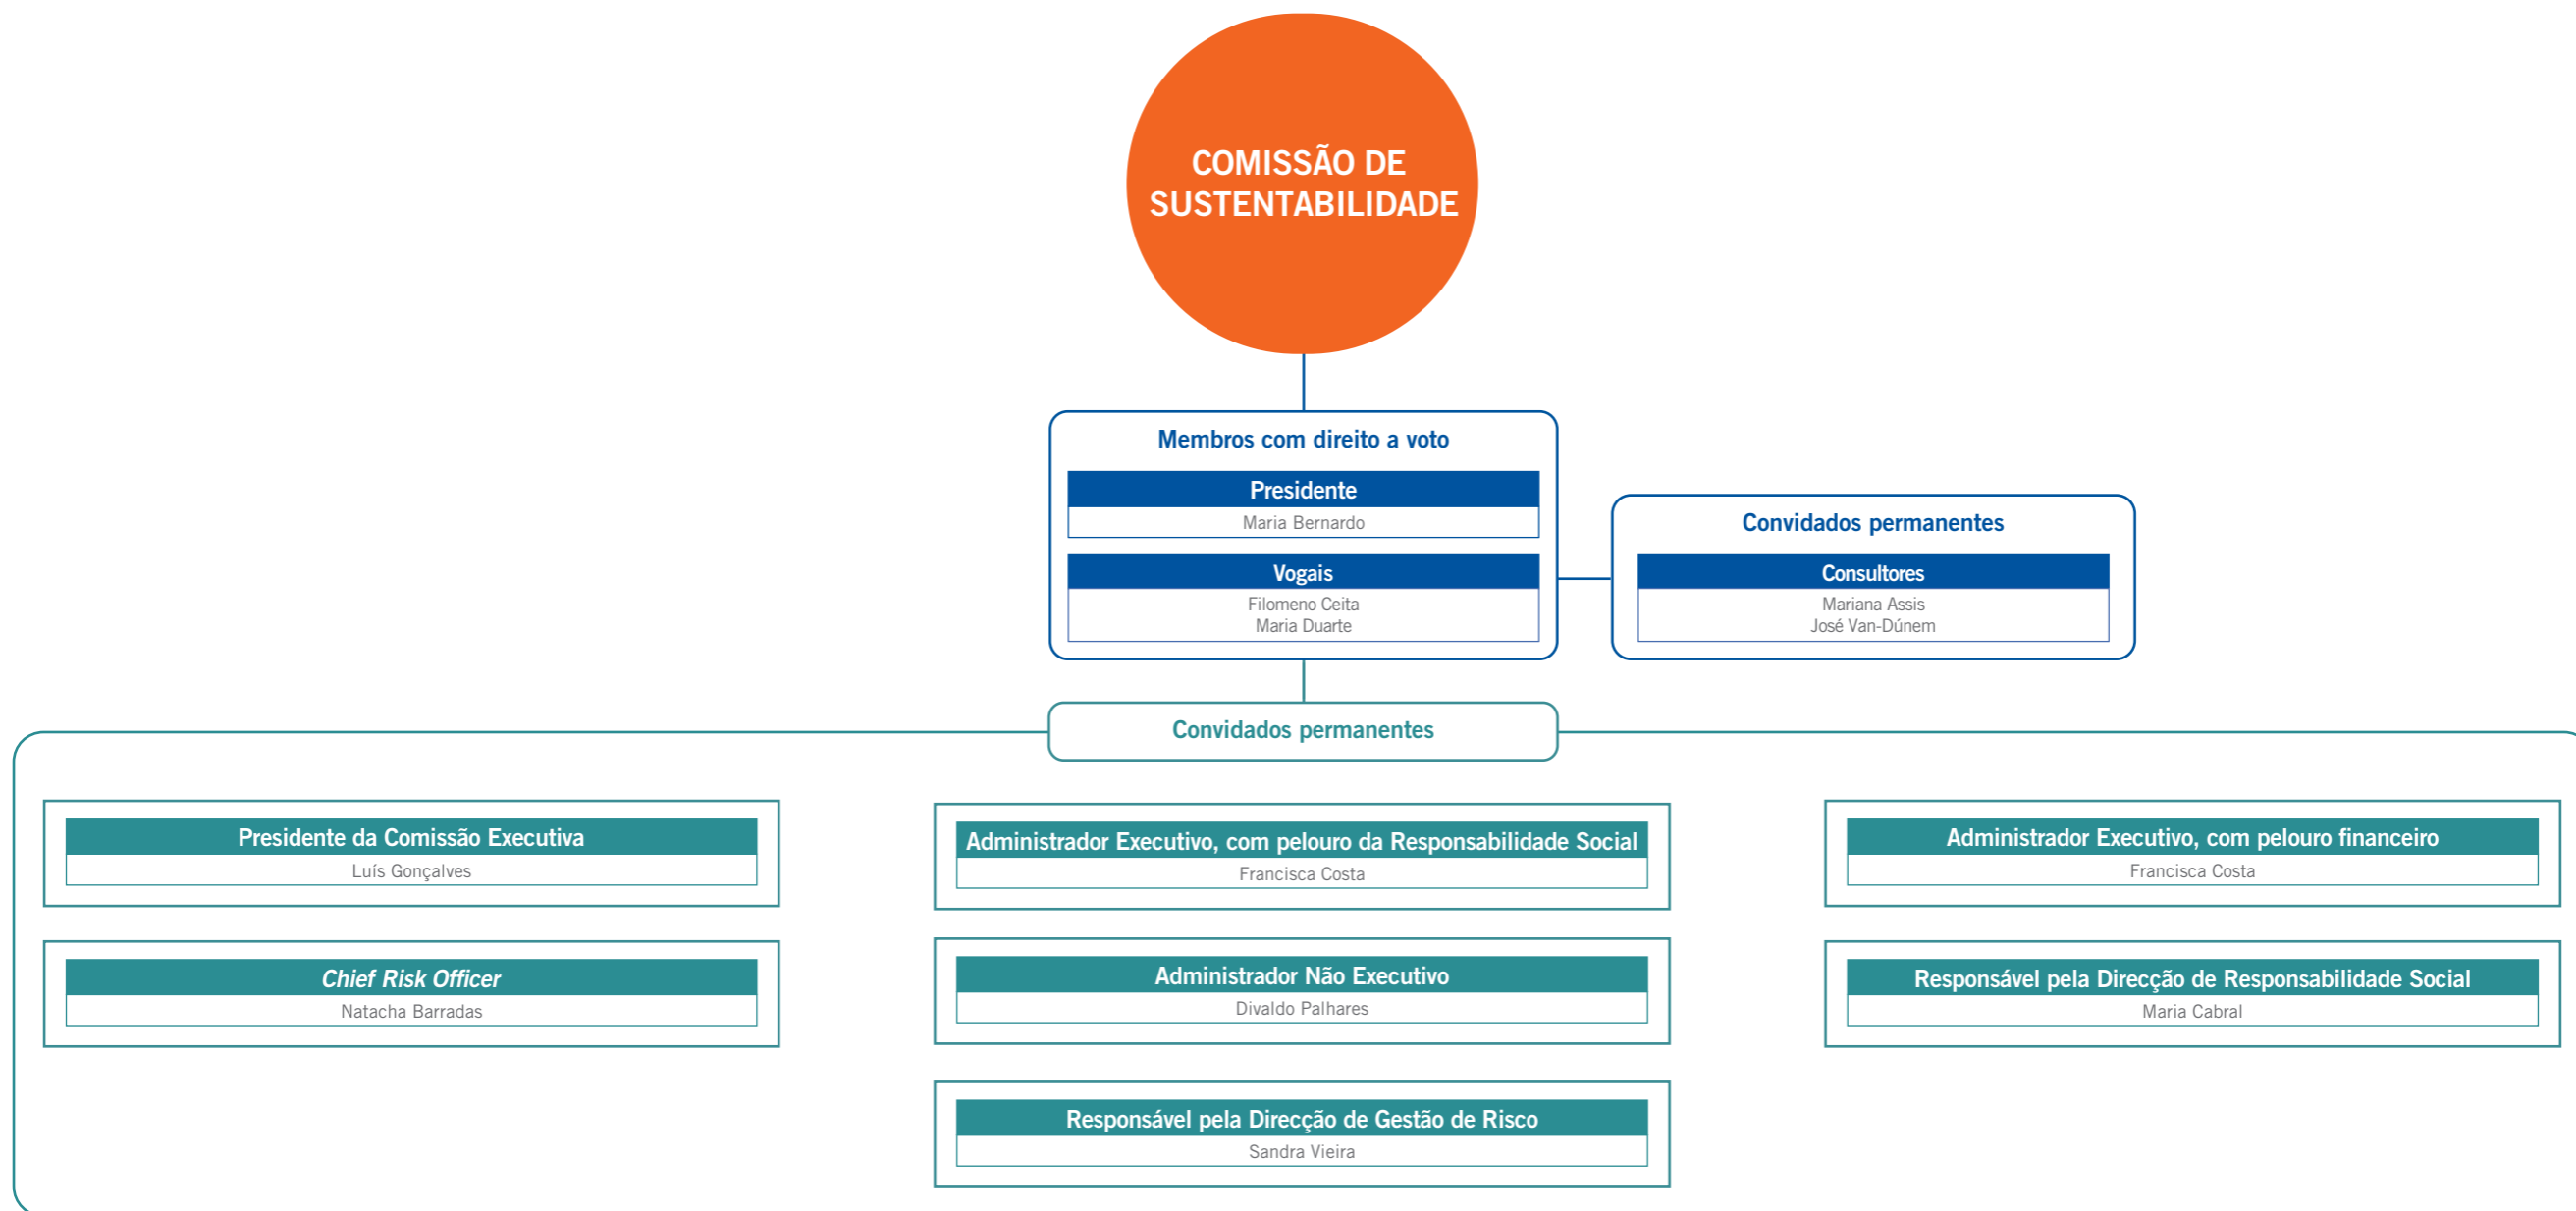 COMISSÃO DE
SUSTENTABILIDADE
Membros com direito a voto
Presidente
Maria Bernardo
Vogais
Filomeno Ceita
Maria Duarte
Convidados permanentes
Consultores
Mariana Assis
José Van-Dúnem
Convidados permanentes
Presidente da Comissão Executiva
Luís Gonçalves
Administrador Executivo, com pelouro da Responsabilidade Social
Francisca Costa
Administrador Executivo, com pelouro financeiro
Francisca Costa
Chief Risk Officer
Natacha Barradas
Administrador Não Executivo
Divaldo Palhares
Responsável pela Direcção de Responsabilidade Social
Maria Cabral
Responsável pela Direcção de Gestão de Risco
Sandra Vieira